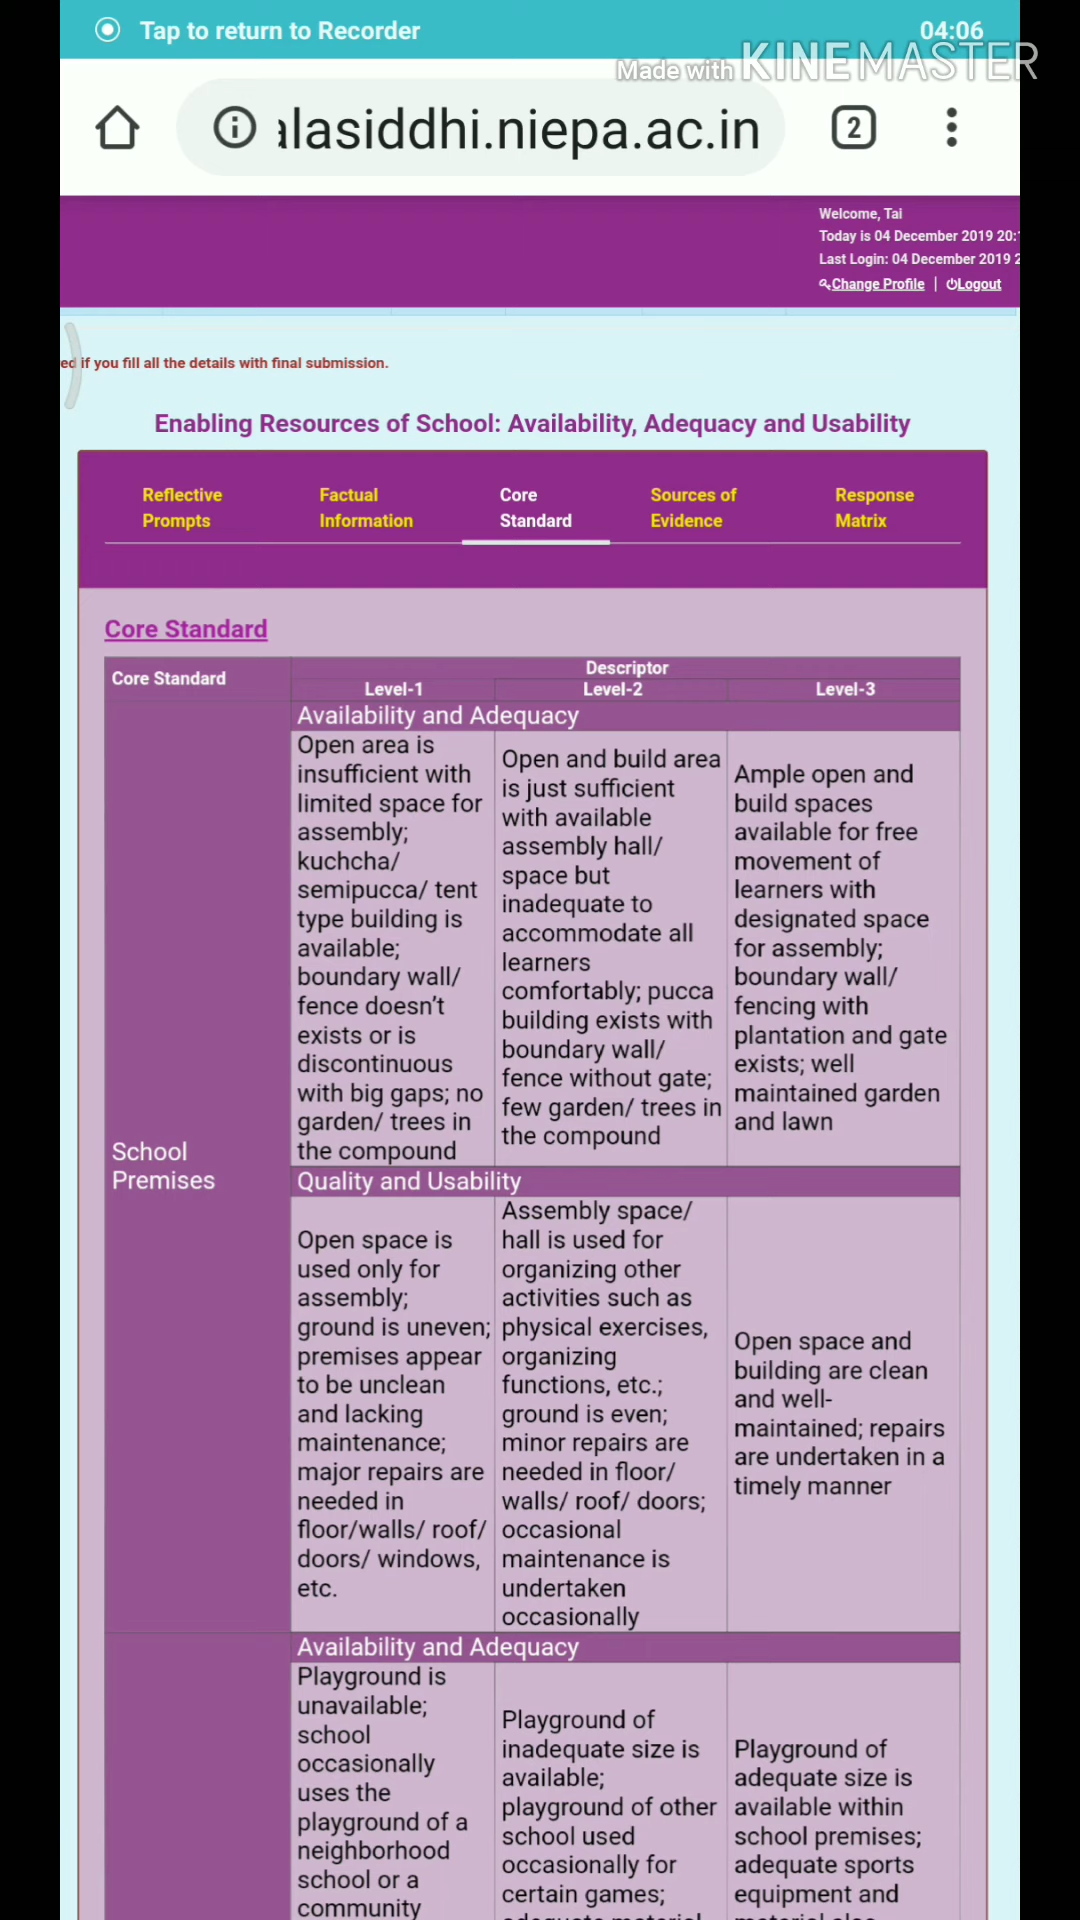 Tap to return to Recorder
04:06
Made with KINEMASTER
alasiddhi.niepa.ac.in
2
Welcome, Tai
Today is 04 December 2019 20:
Last Login: 04 December 2019 2
Change Profile | Logout
ed if you fill all the details with final submission.
Enabling Resources of School: Availability, Adequacy and Usability
Reflective
Prompts
Factual
Information
Core
Standard
Sources of
Evidence
Response
Matrix
Core Standard
Core Standard
Descriptor
Level-1
Level-2
Level-3
School
Premises
Availability and Adequacy
Open area is
insufficient with
limited space for
assembly;
kuchcha/
semipucca/ tent
type building is
available;
boundary wall/
fence doesn’t
exists or is
discontinuous
with big gaps; no
garden/ trees in
the compound
Open and build area
is just sufficient
with available
assembly hall/
space but
inadequate to
accommodate all
learners
comfortably; pucca
building exists with
boundary wall/
fence without gate;
few garden/ trees in
the compound
Ample open and
build spaces
available for free
movement of
learners with
designated space
for assembly;
boundary wall/
fencing with
plantation and gate
exists; well
maintained garden
and lawn
Quality and Usability
Open space is
used only for
assembly;
ground is uneven;
premises appear
to be unclean
and lacking
maintenance;
major repairs are
needed in
floor/walls/ roof/
doors/ windows,
etc.
Assembly space/
hall is used for
organizing other
activities such as
physical exercises,
organizing
functions, etc.;
ground is even;
minor repairs are
needed in floor/
walls/ roof/ doors;
occasional
maintenance is
undertaken
occasionally
Open space and
building are clean
and well-
maintained; repairs
are undertaken in a
timely manner
Availability and Adequacy
Playground is
unavailable;
school
occasionally
uses the
playground of a
neighborhood
school or a
community
Playground of
inadequate size is
available;
playground of other
school used
occasionally for
certain games;
adequate material
Playground of
adequate size is
available within
school premises;
adequate sports
equipment and
material also